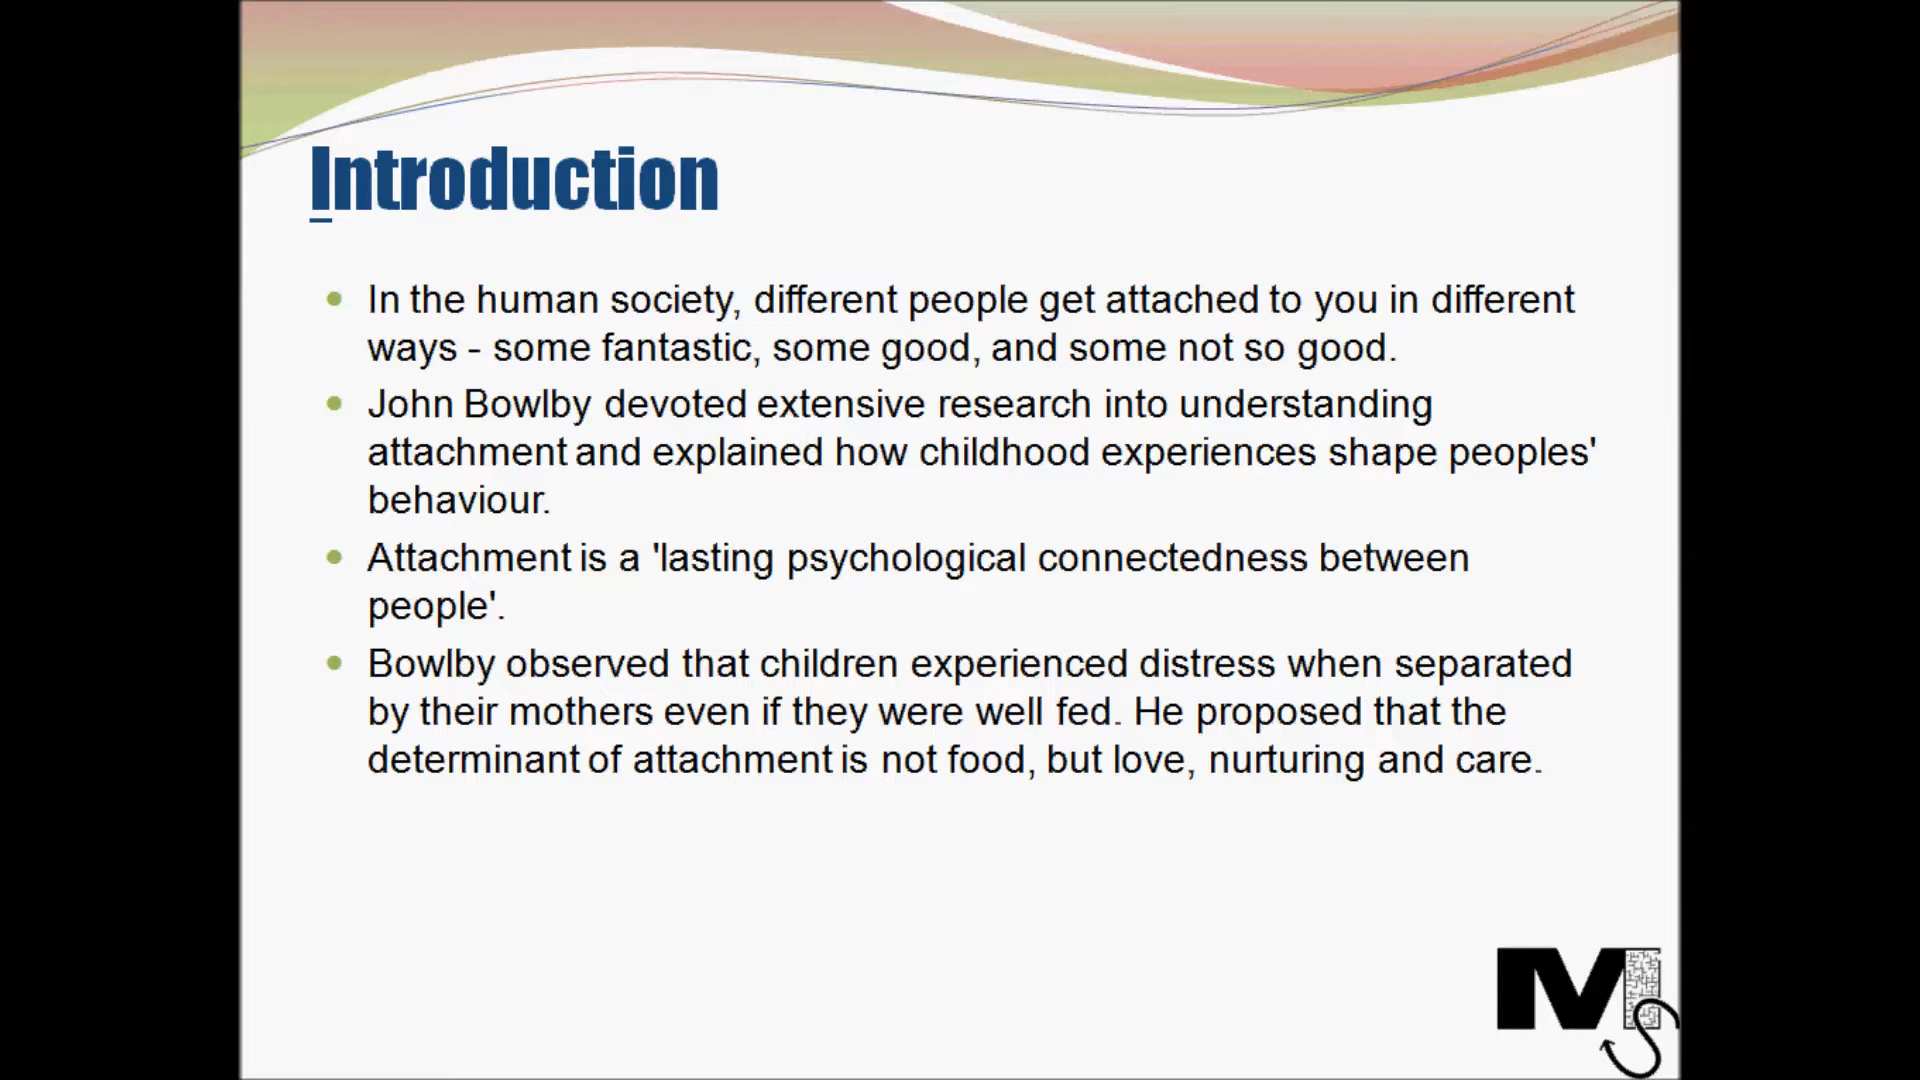 Introduction
In the human society, different people get attached to you in different
ways - some fantastic, some good, and some not so good.
John Bowlby devoted extensive research into understanding
attachment and explained how childhood experiences shape peoples'
behaviour.
Attachment is a 'lasting psychological connectedness between
people'.
Bowlby observed that children experienced distress when separated
by their mothers even if they were well fed. He proposed that the
determinant of attachment is not food, but love, nurturing and care.
MS